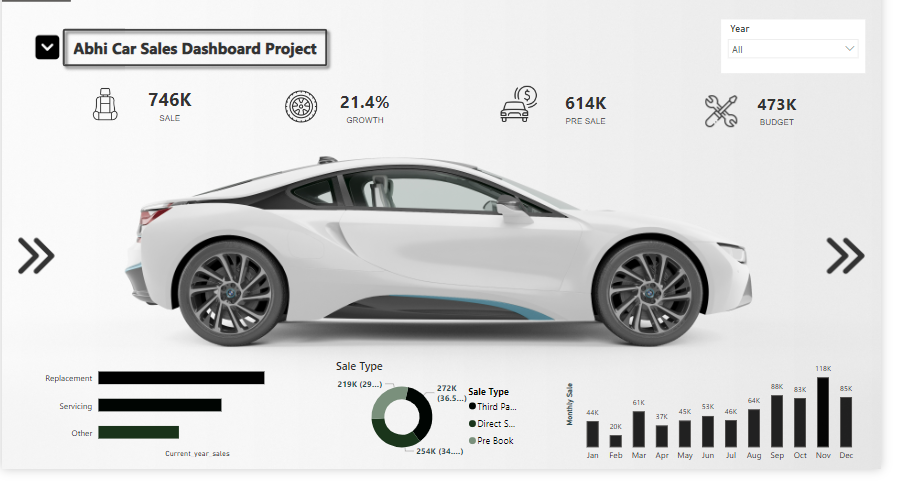 Abhi Car Sales Dashboard Project
Year
All
746K
SALE
21.4%
GROWTH
614K
PRE SALE
473K
BUDGET
Replacement
Servicing
Other
Current_year_sales
Sale Type
219K (29...)
272K
(36.5...)
254K (34....)
Sale Type
Third Pa...
Direct S...
Pre Book
Monthly Sale
44K
20K
61K
37K
45K
53K
46K
64K
88K
83K
118K
85K
Jan Feb Mar Apr May Jun Jul Aug Sep Oct Nov Dec